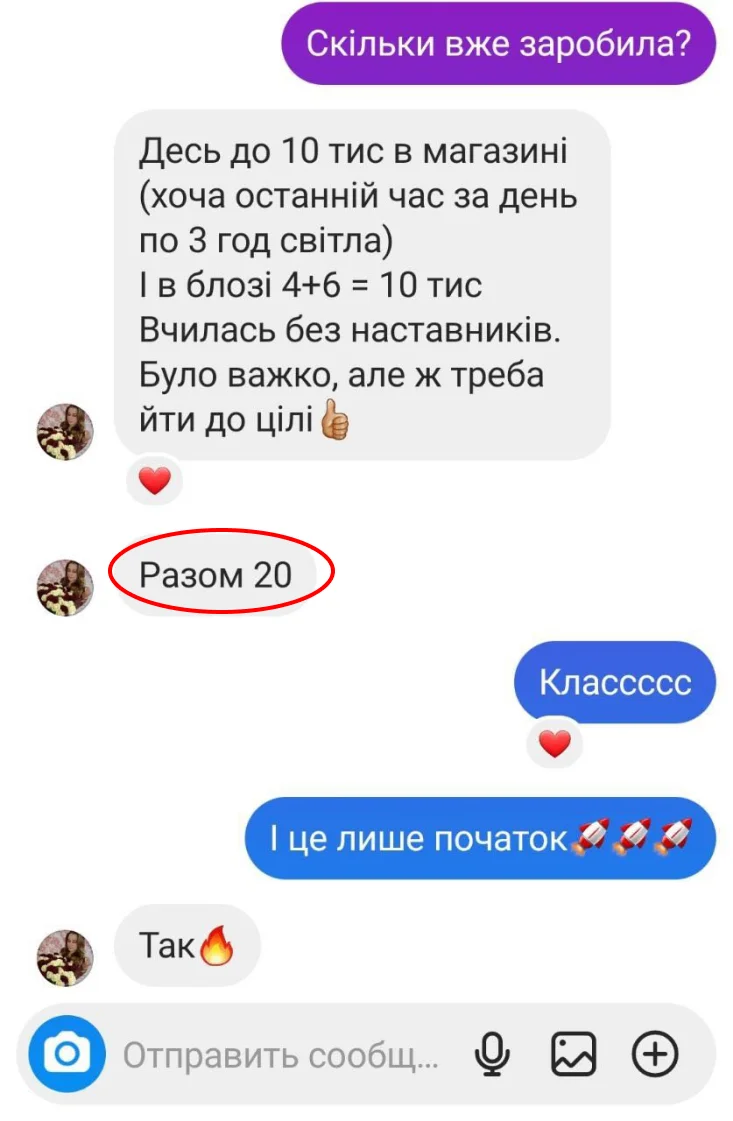 Скільки вже заробила?
Десь до 10 тис в магазині
(хоча останній час за день
по 3 год світла)
І в блозі 4+6 = 10 тис
Вчилась без наставників.
Було важко, але ж треба
йти до цілі👍🏼
Разом 20
Классссс
І це лише початок🚀🚀🚀
Так🔥
Отправить сообщ...